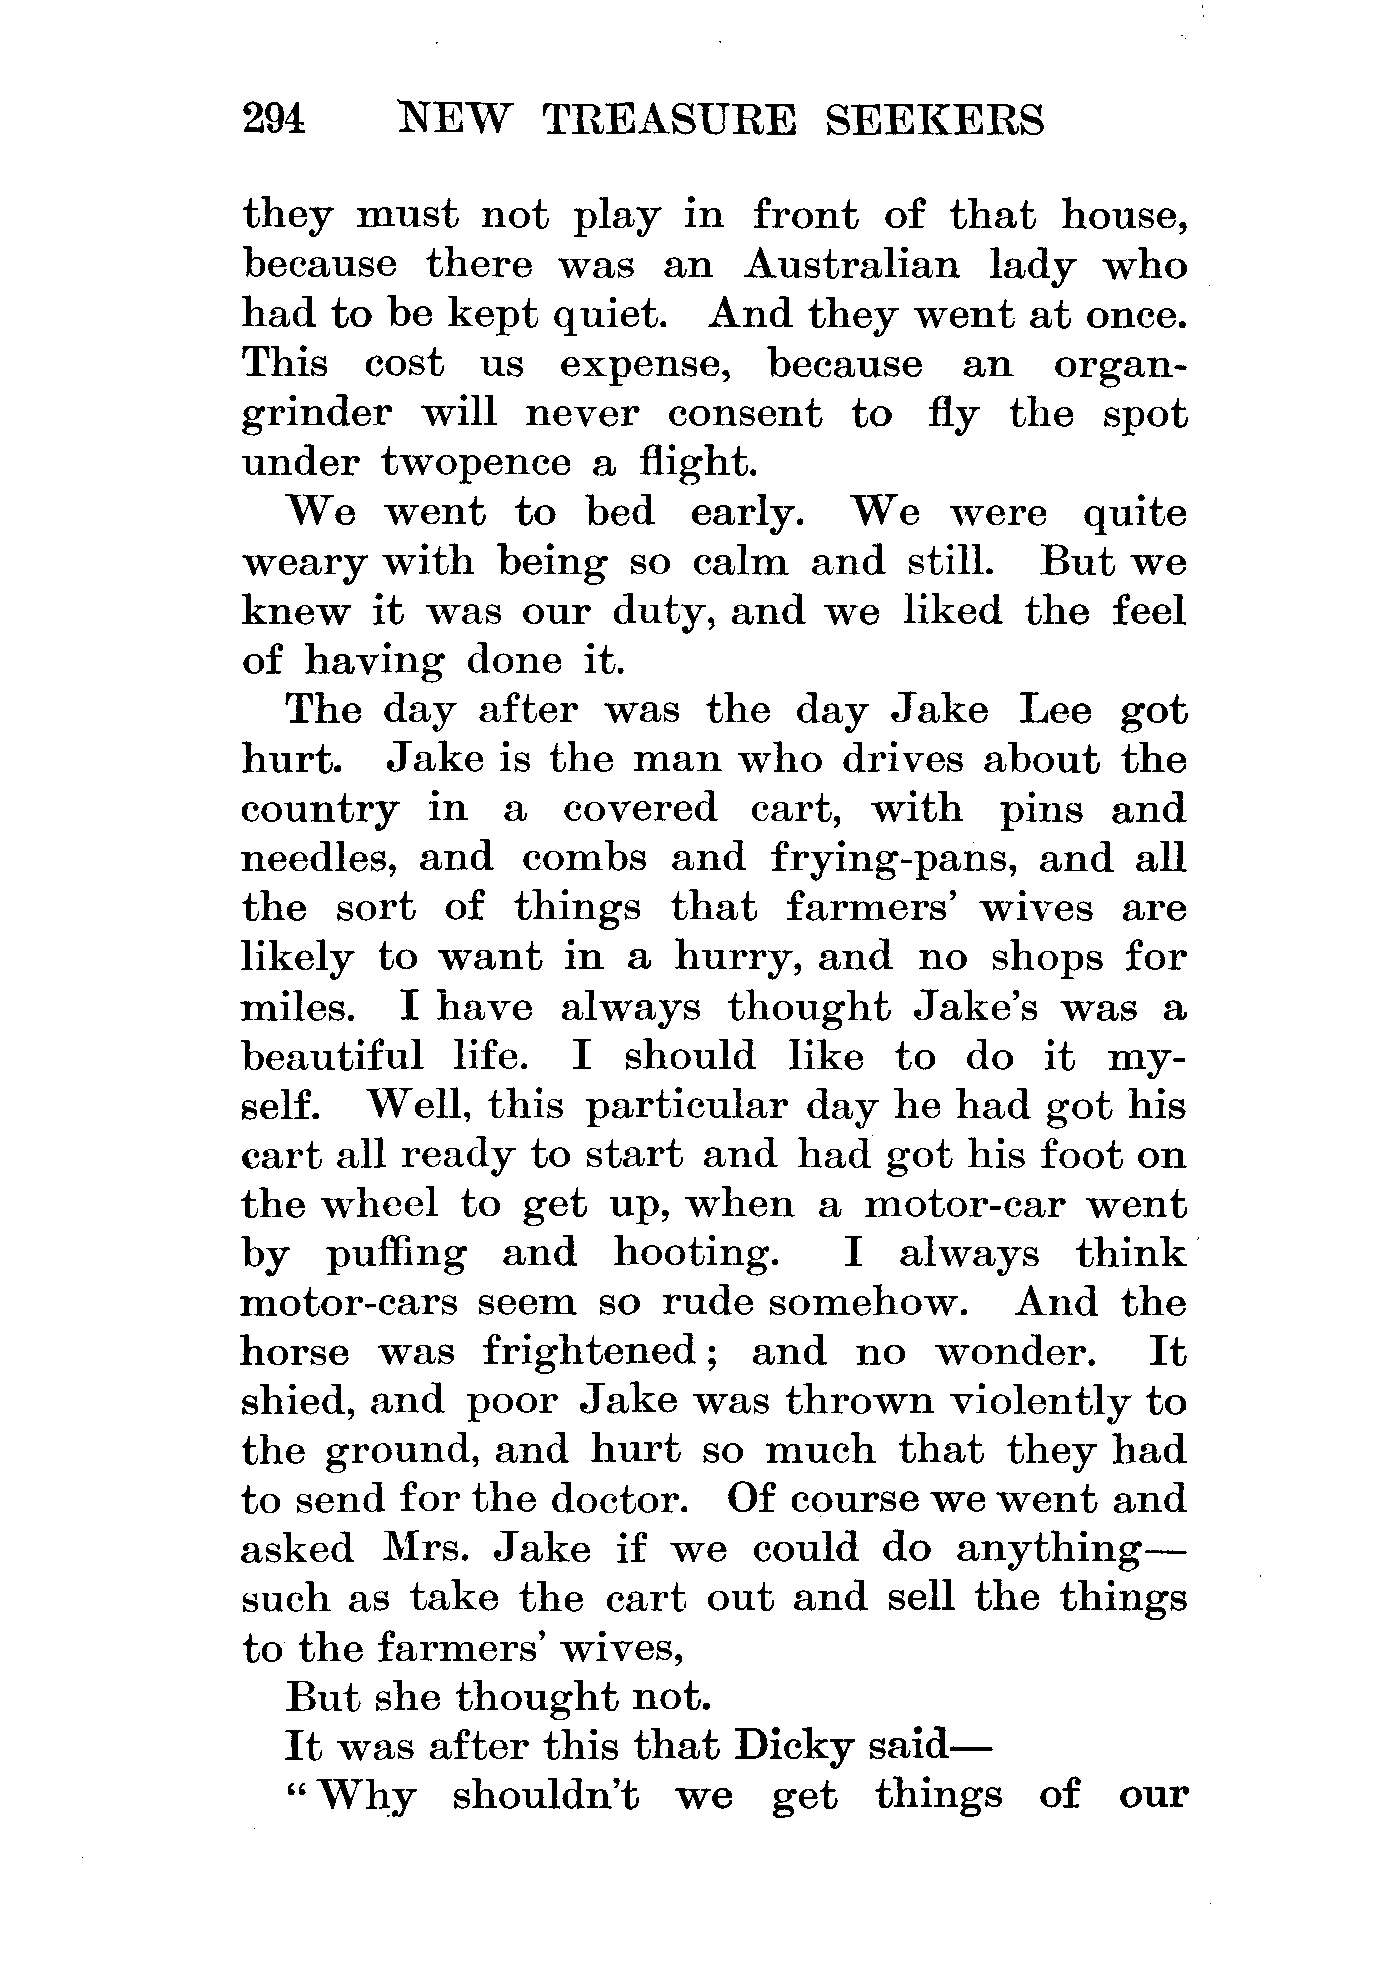 294 NEW TREASURE SEEKERS
they must not play in front of that house,
because there was an Australian lady who
had to be kept quiet. And they went at once.
This cost us expense, because an organ-
grinder will never consent to fly the spot
under twopence a flight.
We went to bed early. We were quite
weary with being so calm and still. But we
knew it was our duty, and we liked the feel
of having done it.
The day after was the day Jake Lee got
hurt. Jake is the man who drives about the
country in a covered cart, with pins and
needles, and combs and frying-pans, and all
the sort of things that farmers' wives are
likely to want in a hurry, and no shops for
miles. I have always thought Jake's was a
beautiful life. I should like to do it my-
self. Well, this particular day he had got his
cart all ready to start and had got his foot on
the wheel to get up, when a motor-car went
by puffing and hooting. I always think
motor-cars seem so rude somehow. And the
horse was frightened; and no wonder. It
shied, and poor Jake was thrown violently to
the ground, and hurt so much that they had
to send for the doctor. Of course we went and
asked Mrs. Jake if we could do anything—
such as take the cart out and sell the things
to the farmers' wives,
But she thought not.
It was after this that Dicky said—
“Why shouldn't we get things of our